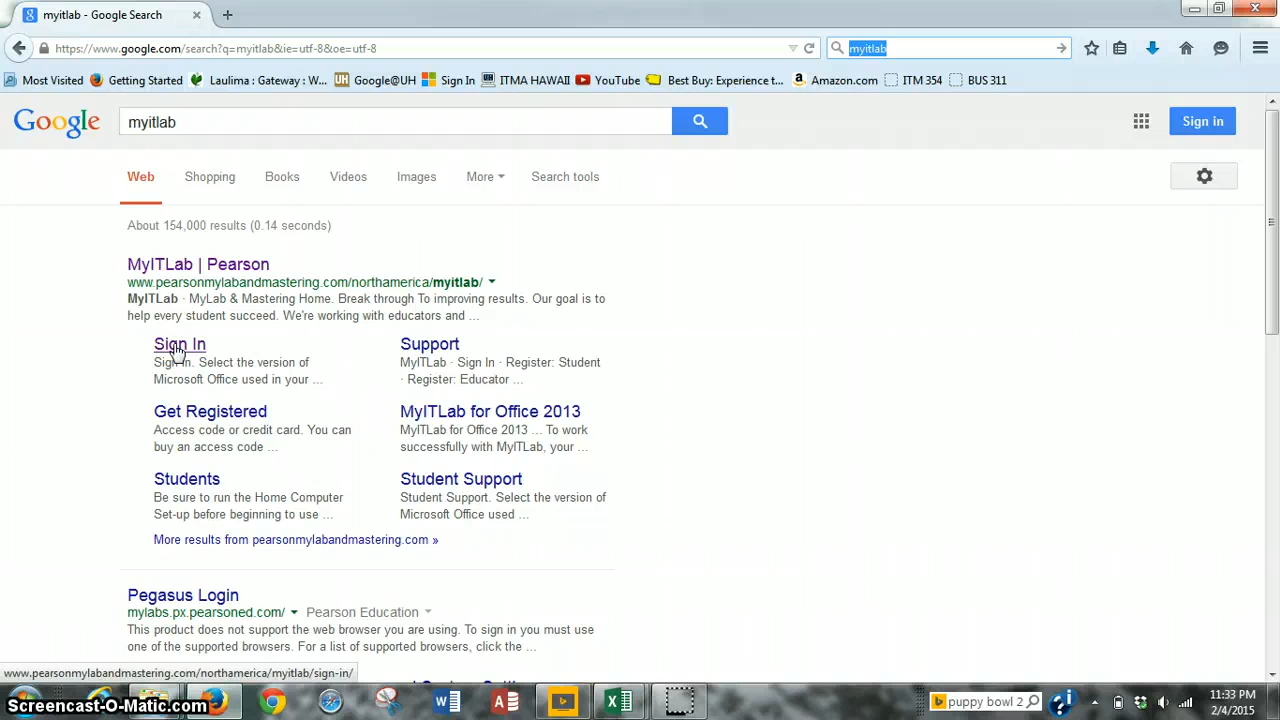 myitlab - Google Search
https://www.google.com/search?q=myitlab&ie=utf-8&oe=utf-8
myitlab
Most Visited Getting Started Laulima : Gateway : W... Google@UH Sign In ITMA HAWAII YouTube Best Buy: Experience t... Amazon.com ITM 354 BUS 311
Google
myitlab
Sign in
Web Shopping Books Videos Images More Search tools
About 154,000 results (0.14 seconds)
MyITLab | Pearson
www.pearsonmylabandmastering.com/northamerica/myitlab/
MyITLab · MyLab & Mastering Home. Break through To improving results. Our goal is to
help every student succeed. We're working with educators and ...
Sign In
Sign In. Select the version of
Microsoft Office used in your ...
Support
MyITLab · Sign In · Register: Student
· Register: Educator ...
Get Registered
Access code or credit card. You can
buy an access code ...
MyITLab for Office 2013
MyITLab for Office 2013 ... To work
successfully with MyITLab, your ...
Students
Be sure to run the Home Computer
Set-up before beginning to use ...
Student Support
Student Support. Select the version of
Microsoft Office used ...
More results from pearsonmylabandmastering.com »
Pegasus Login
mylabs.px.pearsoned.com/ Pearson Education
This product does not support the web browser you are using. To sign in you must use
one of the supported browsers. For a list of supported browsers, click the ...
www.pearsonmylabandmastering.com/northamerica/myitlab/sign-in/
Screencast-O-Matic.com
puppy bowl 2
11:33 PM
2/4/2015